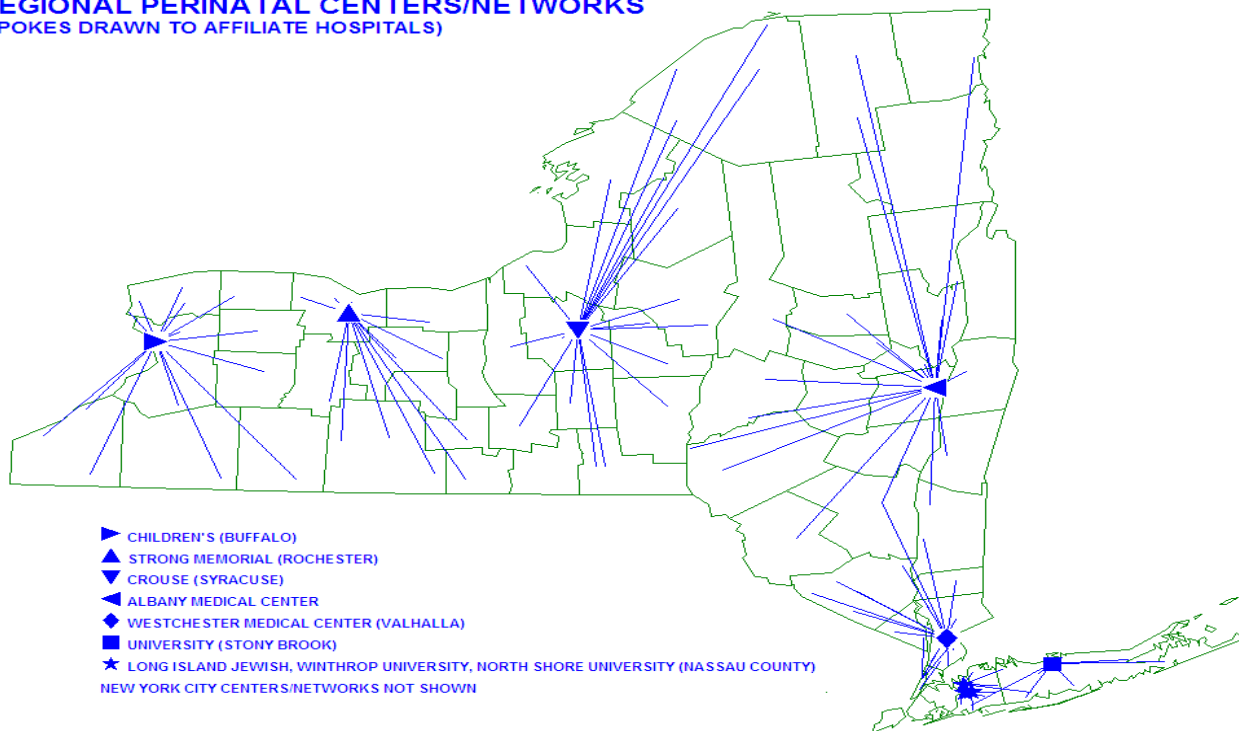 EGIONAL PERINATAL CENTERS/NETWORKS
POKES DRAWN TO AFFILIATE HOSPITALS)
CHILDREN'S (BUFFALO)
STRONG MEMORIAL (ROCHESTER)
CROUSE (SYRACUSE)
ALBANY MEDICAL CENTER
WESTCHESTER MEDICAL CENTER (VALHALLA)
UNIVERSITY (STONY BROOK)
LONG ISLAND JEWISH, WINTHROP UNIVERSITY, NORTH SHORE UNIVERSITY (NASSAU COUNTY)
NEW YORK CITY CENTERS/NETWORKS NOT SHOWN